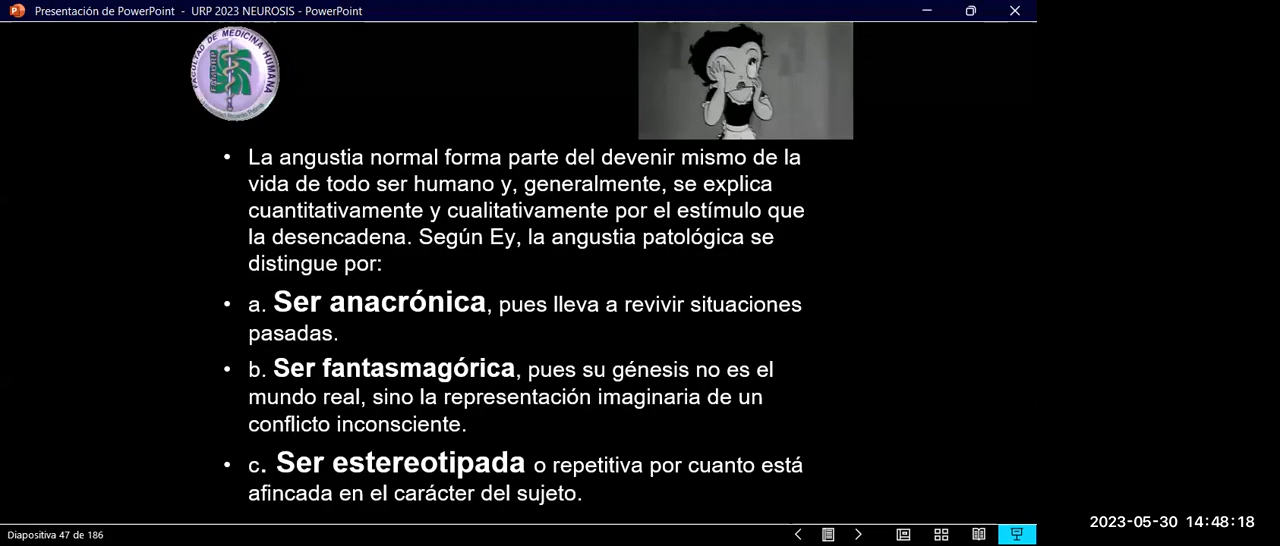 Presentación de PowerPoint - URP 2023 NEUROSIS - PowerPoint
FACULTAD DE MEDICINA HUMANA
FAMURP
Universidad Ricardo Palma
• La angustia normal forma parte del devenir mismo de la
vida de todo ser humano y, generalmente, se explica
cuantitativamente y cualitativamente por el estímulo que
la desencadena. Según Ey, la angustia patológica se
distingue por:
• a. Ser anacrónica, pues lleva a revivir situaciones
pasadas.
• b. Ser fantasmagórica, pues su génesis no es el
mundo real, sino la representación imaginaria de un
conflicto inconsciente.
• c. Ser estereotipada o repetitiva por cuanto está
afincada en el carácter del sujeto.
2023-05-30 14:48:18
Diapositiva 47 de 186